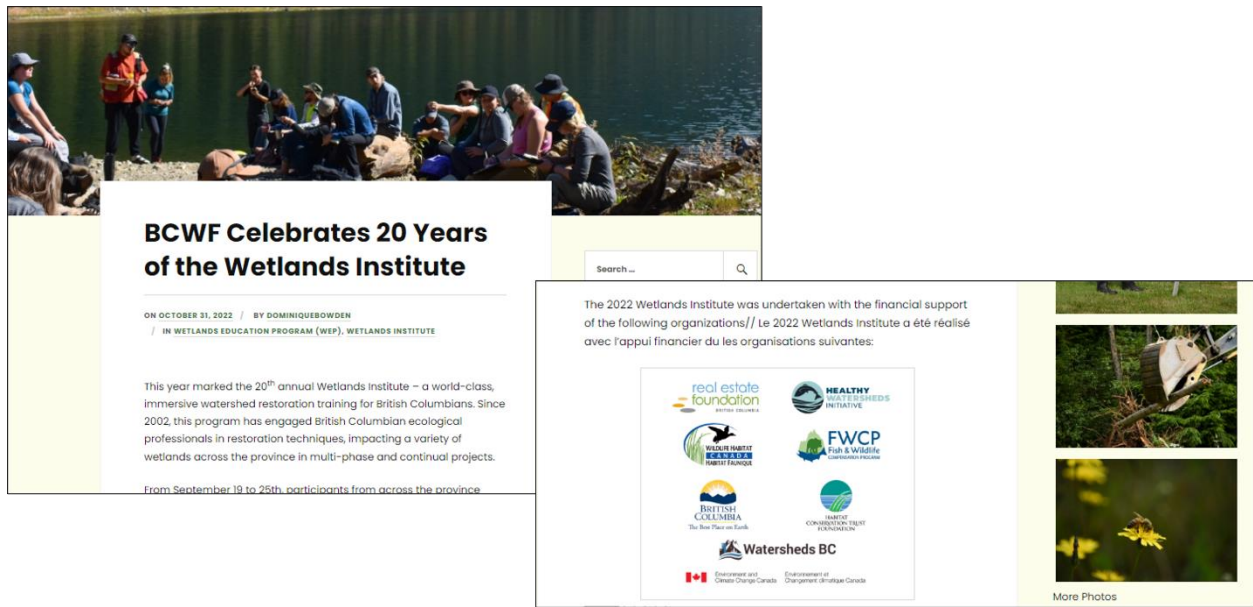 BCWF Celebrates 20 Years
of the Wetlands Institute
Search ...
ON OCTOBER 31, 2022 / BY DOMINIQUEBOWDEN
/ IN WETLANDS EDUCATION PROGRAM (WEP), WETLANDS INSTITUTE
This year marked the 20th annual Wetlands Institute – a world-class,
immersive watershed restoration training for British Columbians. Since
2002, this program has engaged British Columbian ecological
professionals in restoration techniques, impacting a variety of
wetlands across the province in multi-phase and continual projects.
From September 19 to 25th, participants from across the province
The 2022 Wetlands Institute was undertaken with the financial support
of the following organizations// Le 2022 Wetlands Institute a été réalisé
avec l'appui financier du les organisations suivantes:
real estate
foundation
BRITISH COLUMBIA
HEALTHY
WATERSHEDS
INITIATIVE
WILDLIFE HABITAT
CANADA
HABITAT FAUNIQUE
FWCP
Fish & Wildlife
COMPENSATION PROGRAM
BRITISH
COLUMBIA
The Best Place on Earth
HABITAT
CONSERVATION TRUST
FOUNDATION
Watersheds BC
Environment and
Climate Change Canada
Environnement et
Changement climatique Canada
More Photos